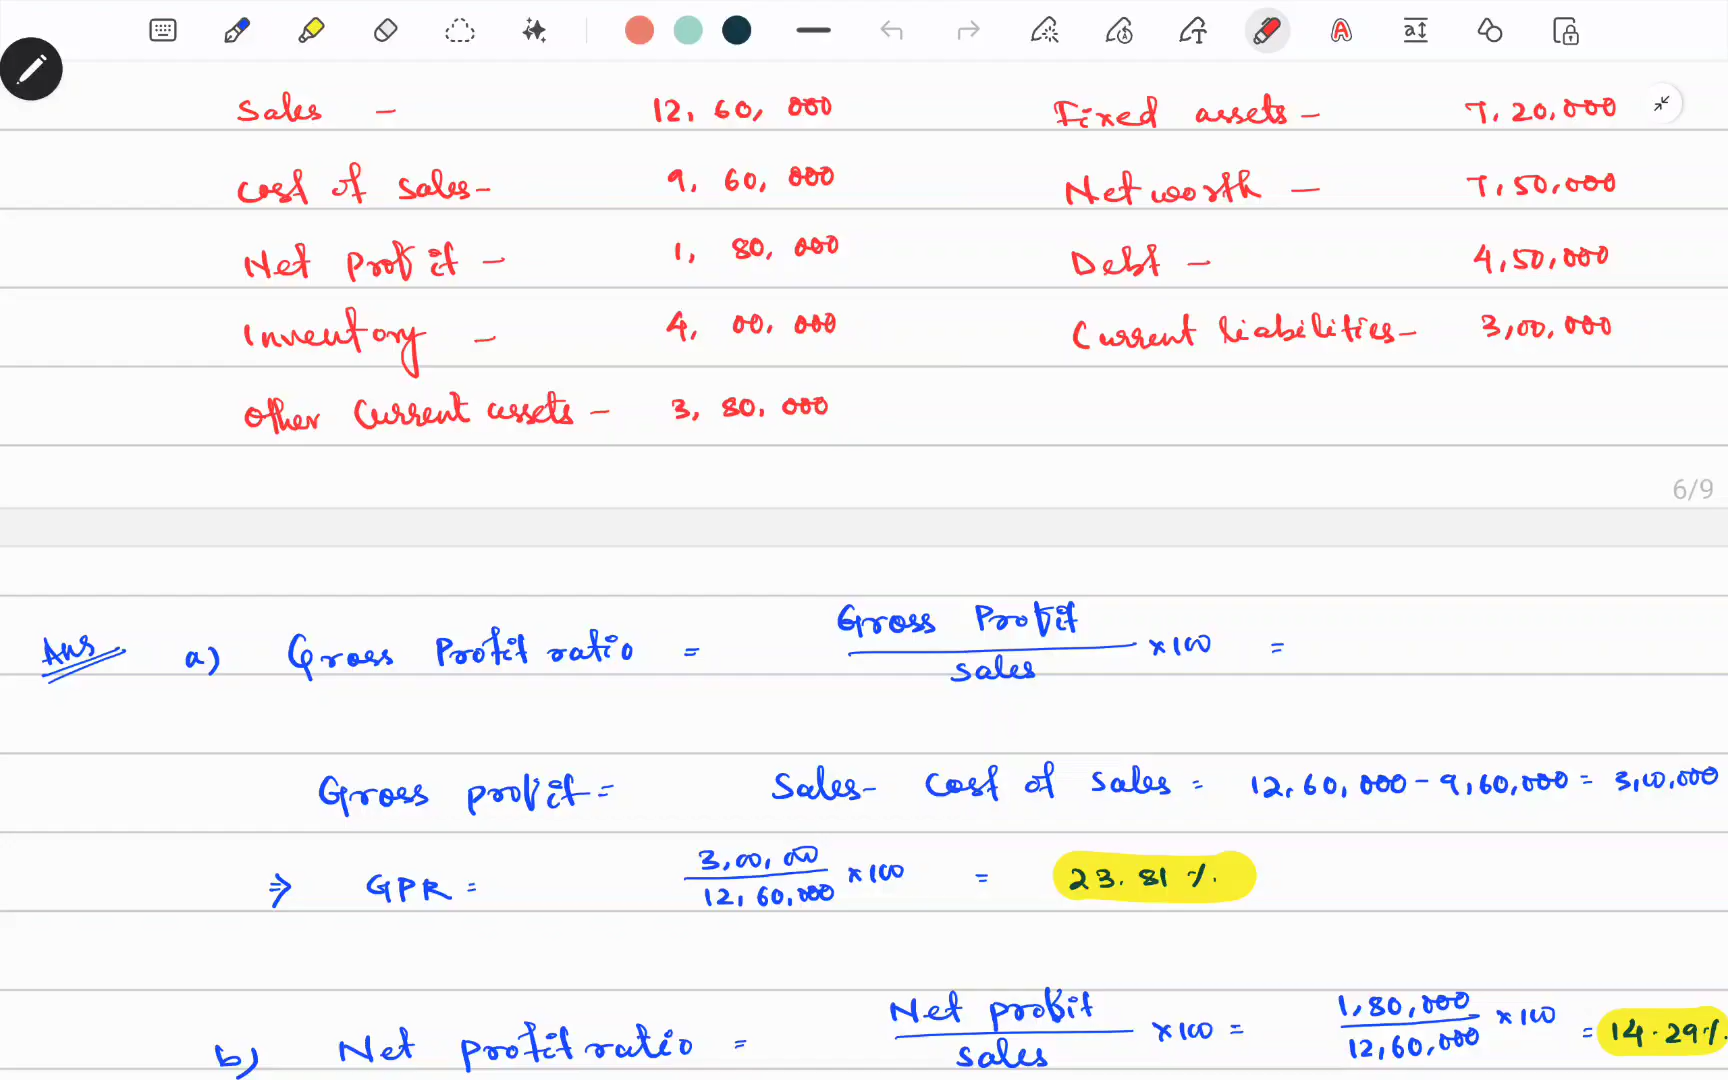 Sales - 12,60,000 Fixed assets - 7,20,000
Cost of sales- 9,60,000 Net worth - 7,50,000
Net Profit - 1,80,000 Debt - 4,50,000
Inventory - 4,00,000 Current liabilities- 3,00,000
Other Current assets - 3,80,000
6/9
Ans a) Gross Profit ratio = Gross Profit / Sales ×100 =
Gross profit = Sales- Cost of sales = 12,60,000 - 9,60,000 = 3,00,000
⇒ GPR = 3,00,000 / 12,60,000 ×100 = 23.81%.
b) Net profit ratio = Net profit / Sales ×100 = 1,80,000 / 12,60,000 ×100 = 14.29%.